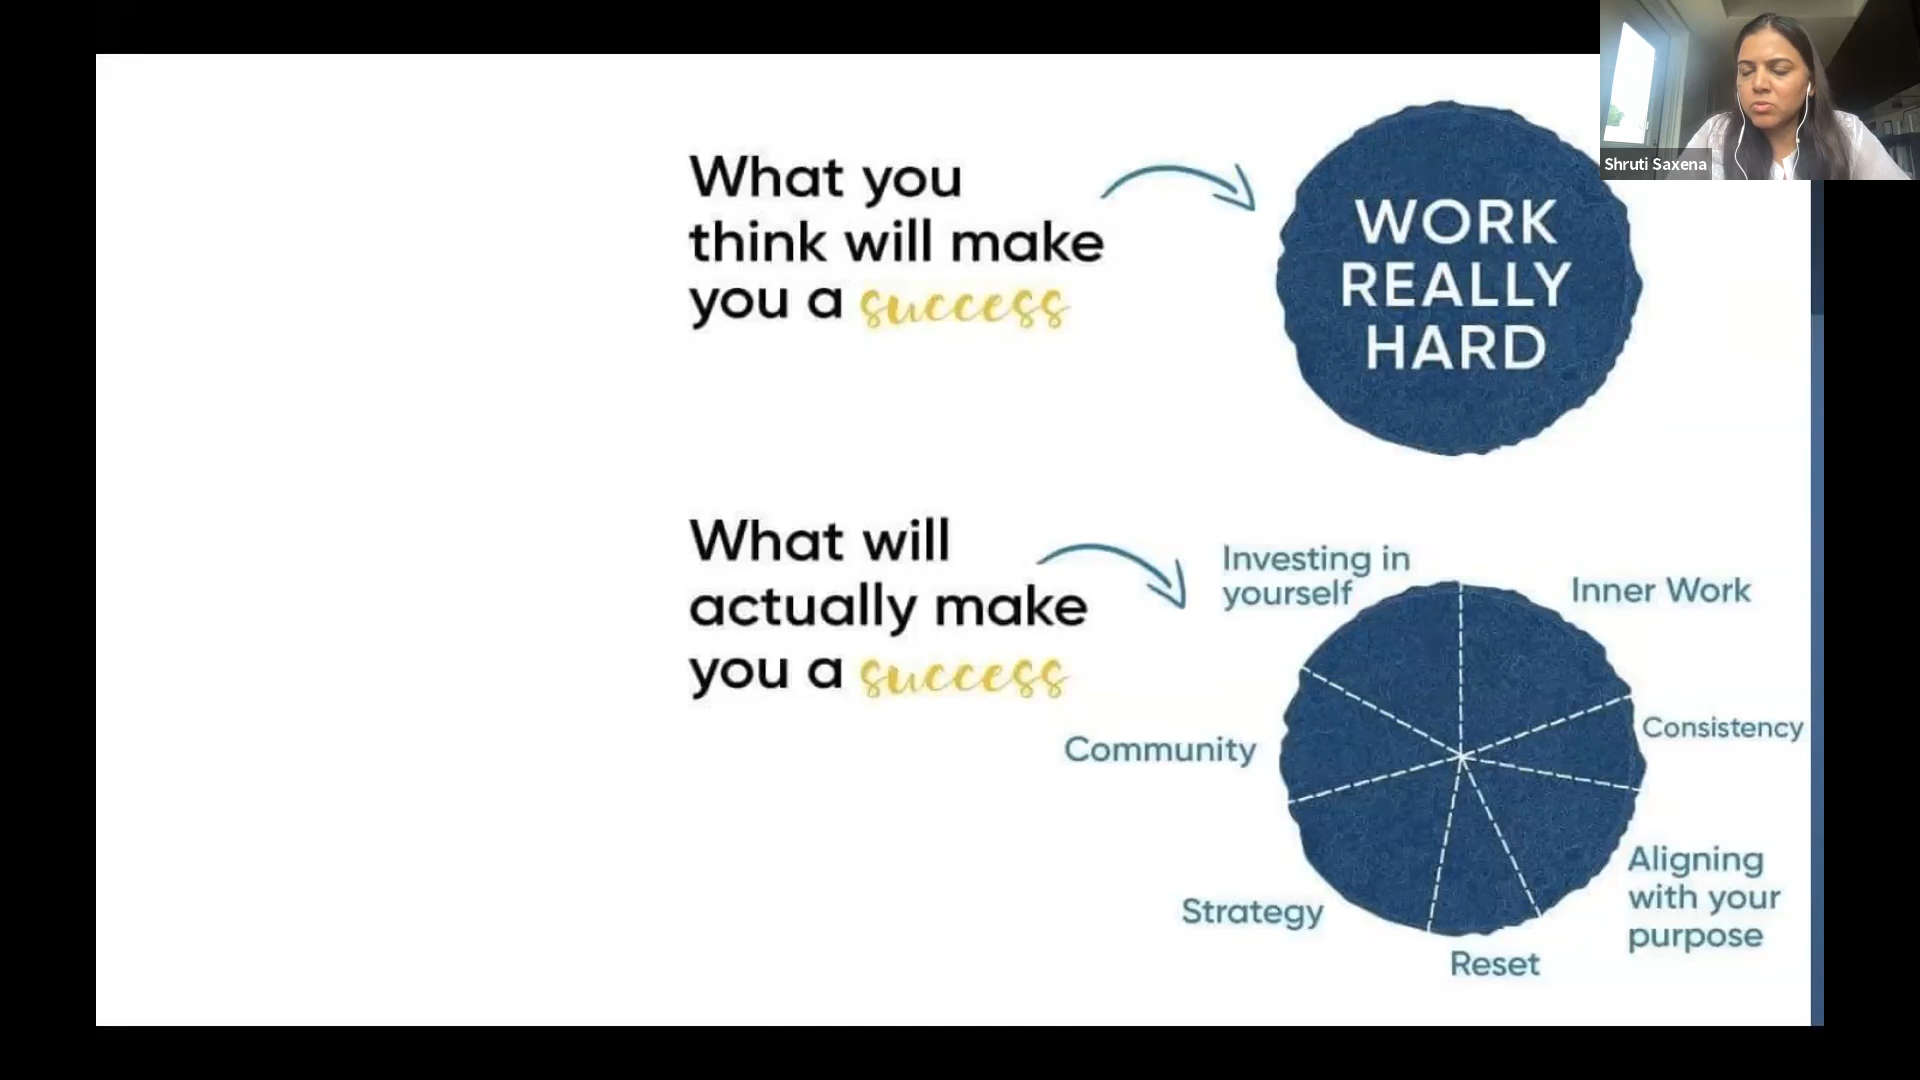 What you
think will make
you a success
WORK
REALLY
HARD
Shruti Saxena
What will
actually make
you a success
Investing in
yourself
Inner Work
Consistency
Aligning
with your
purpose
Reset
Strategy
Community